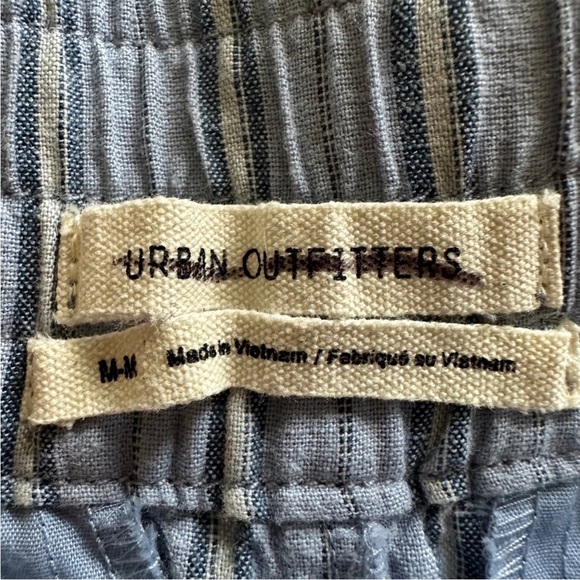 URBAN OUTFITTERS
M-M Made in Vietnam / Fabriqué au Vietnam